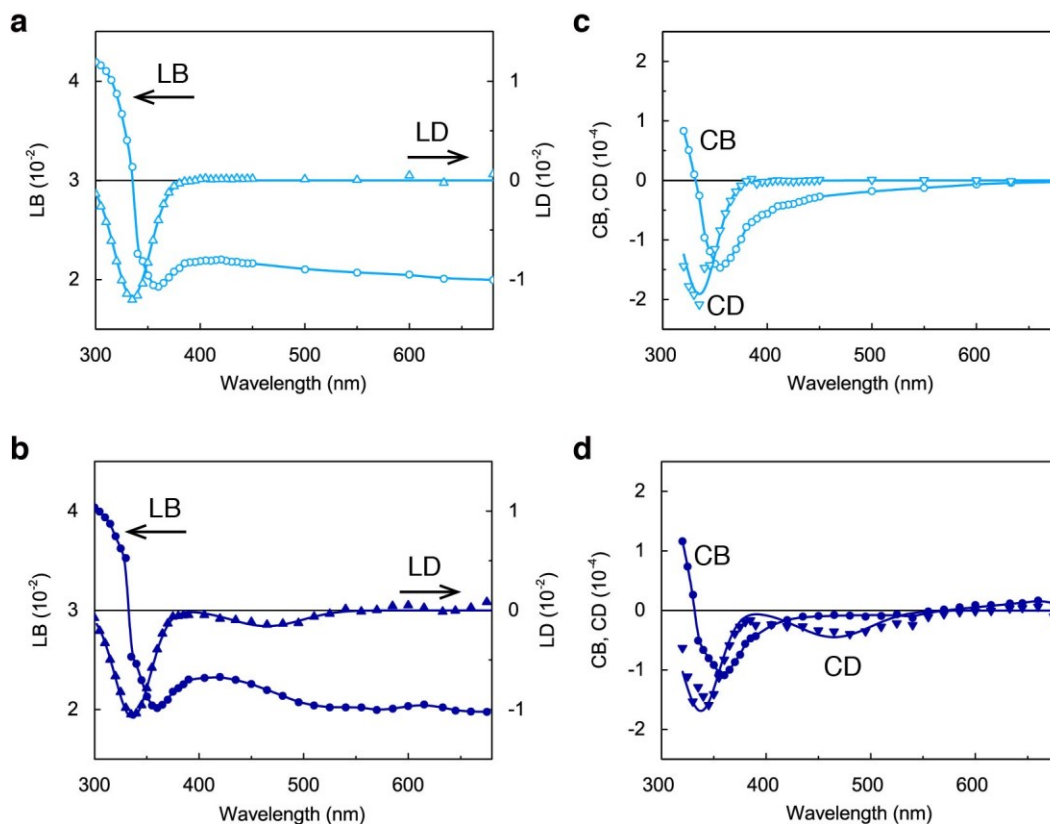 a
LB (10⁻²)
4
3
2
LB
LD
1
0
-1
LD (10⁻²)
300 400 500 600
Wavelength (nm)
c
CB, CD (10⁻⁴)
2
1
0
-1
-2
CB
CD
300 400 500 600
Wavelength (nm)
b
LB (10⁻²)
4
3
2
LB
LD
1
0
-1
LD (10⁻²)
300 400 500 600
Wavelength (nm)
d
CB, CD (10⁻⁴)
2
1
0
-1
-2
CB
CD
300 400 500 600
Wavelength (nm)